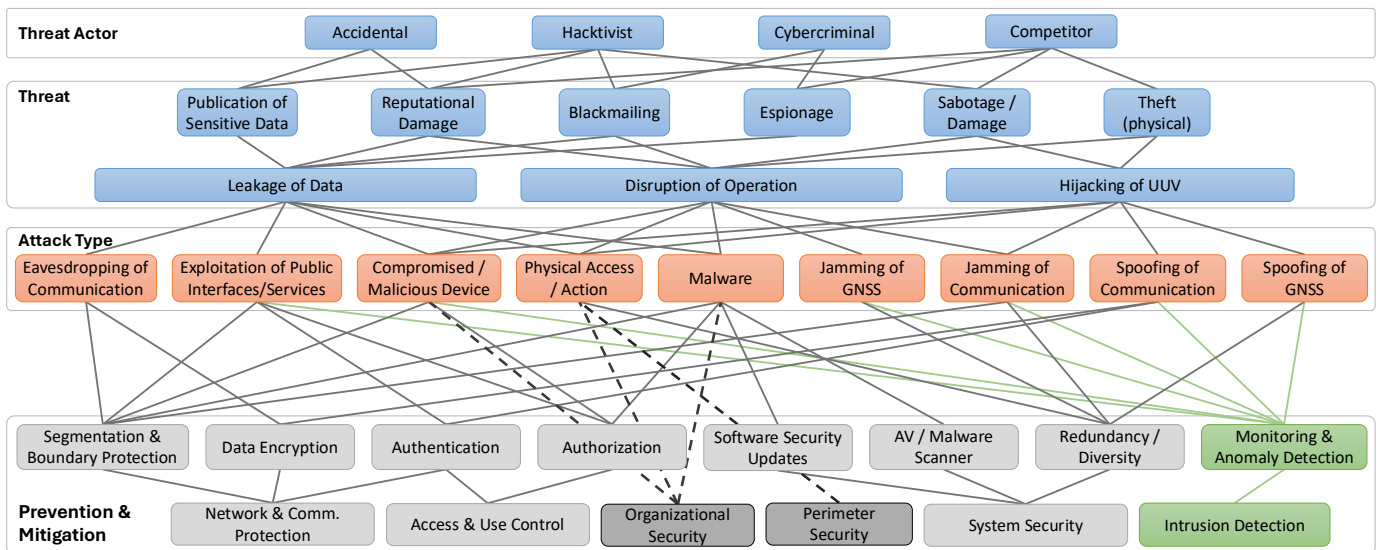 Threat Actor
Accidental
Hacktivist
Cybercriminal
Competitor
Threat
Publication of
Sensitive Data
Reputational
Damage
Blackmailing
Espionage
Sabotage /
Damage
Theft
(physical)
Leakage of Data
Disruption of Operation
Hijacking of UUV
Attack Type
Eavesdropping of
Communication
Exploitation of Public
Interfaces/Services
Compromised /
Malicious Device
Physical Access
/ Action
Malware
Jamming of
GNSS
Jamming of
Communication
Spoofing of
Communication
Spoofing of
GNSS
Segmentation &
Boundary Protection
Data Encryption
Authentication
Authorization
Software Security
Updates
AV / Malware
Scanner
Redundancy /
Diversity
Monitoring &
Anomaly Detection
Prevention &
Mitigation
Network & Comm.
Protection
Access & Use Control
Organizational
Security
Perimeter
Security
System Security
Intrusion Detection